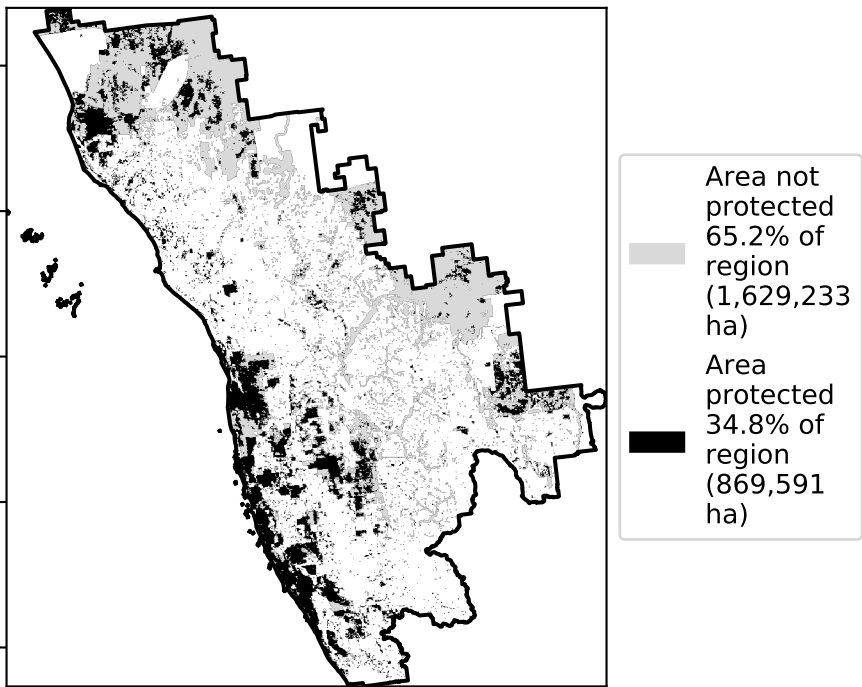 Area not
protected
65.2% of
region
(1,629,233
ha)
Area
protected
34.8% of
region
(869,591
ha)